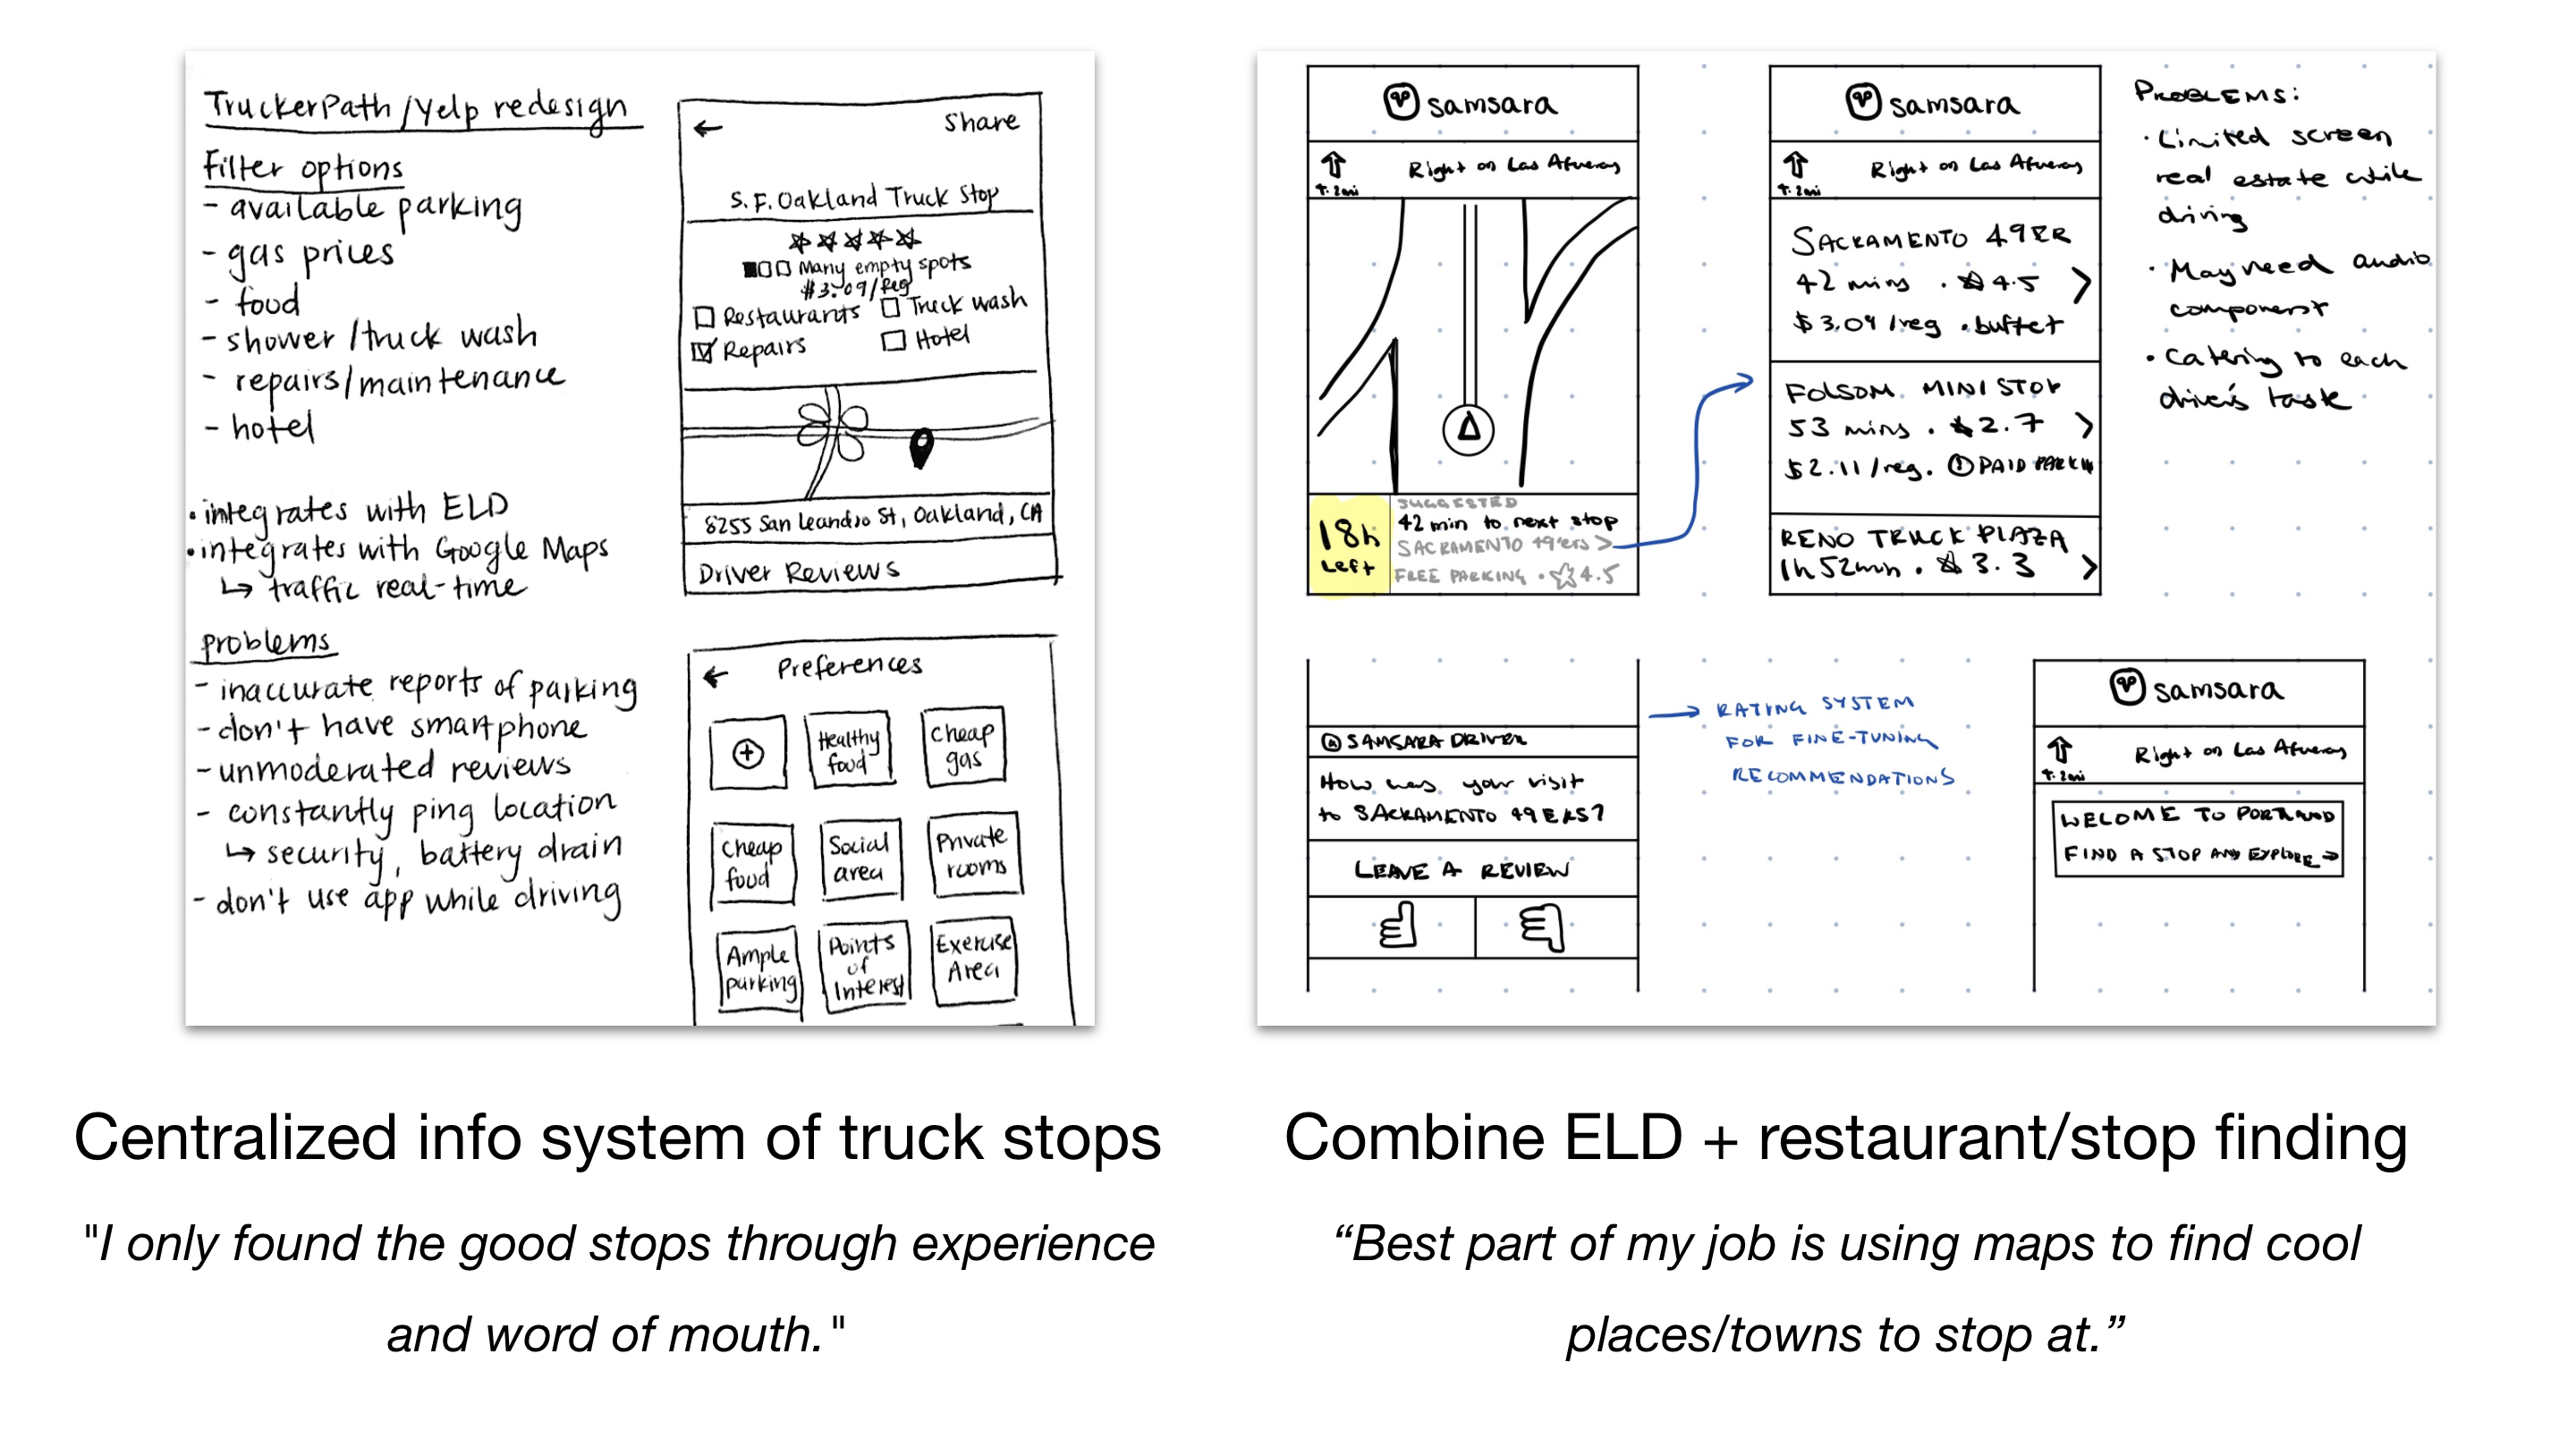 TruckerPath/Yelp redesign
Filter options
- available parking
- gas prices
- food
- shower/truck wash
- repairs/maintenance
- hotel
• integrates with ELD
• integrates with Google Maps
↳ traffic real-time
problems
- inaccurate reports of parking
- don't have smartphone
- unmoderated reviews
- constantly ping location
↳ security, battery drain
- don't use app while driving
← Share
S.F. Oakland Truck Stop
Many empty spots
$3.09/Reg
Restaurants Truck wash
Repairs Hotel
8255 San Leandro St, Oakland, CA
Driver Reviews
← Preferences
Healthy food
Cheap gas
Cheap food
Social area
Private rooms
Ample parking
Points of Interest
Exercise Area
samsara
Right on Las Afueras
18h left
SUGGESTED
42 min to next stop
SACRAMENTO 49'ers >
FREE PARKING • ☆ 4.5
samsara
Right on Las Afueras
SACRAMENTO 49ER
42 mins • ☆ 4.5 >
$3.09/reg • buffet
FOLSOM MINI STOP
53 mins • ☆ 2.7 >
$2.11/reg. PAID
RENO TRUCK PLAZA
1h 52min • ☆ 3.3 >
PROBLEMS:
• Limited screen
real estate while
driving
• May need audio
component
• Catering to each
driver's taste
@ SAMSARA DRIVER
How was your visit
to SACRAMENTO 49ERS?
LEAVE A REVIEW
→ RATING SYSTEM
FOR FINE-TUNING
RECOMMENDATIONS
samsara
Right on Las Afueras
WELOME TO PORTLAND
FIND A STOP AND EXPLORE →
Centralized info system of truck stops
"I only found the good stops through experience
and word of mouth."
Combine ELD + restaurant/stop finding
“Best part of my job is using maps to find cool
places/towns to stop at.”